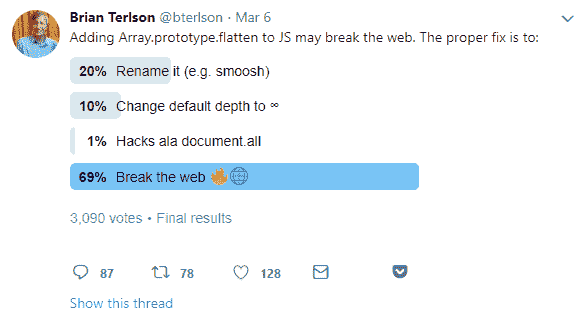 Brian Terlson @bterlson · Mar 6
Adding Array.prototype.flatten to JS may break the web. The proper fix is to:
20% Rename it (e.g. smoosh)
10% Change default depth to ∞
1% Hacks ala document.all
69% Break the web
3,090 votes • Final results
87 78 128
Show this thread